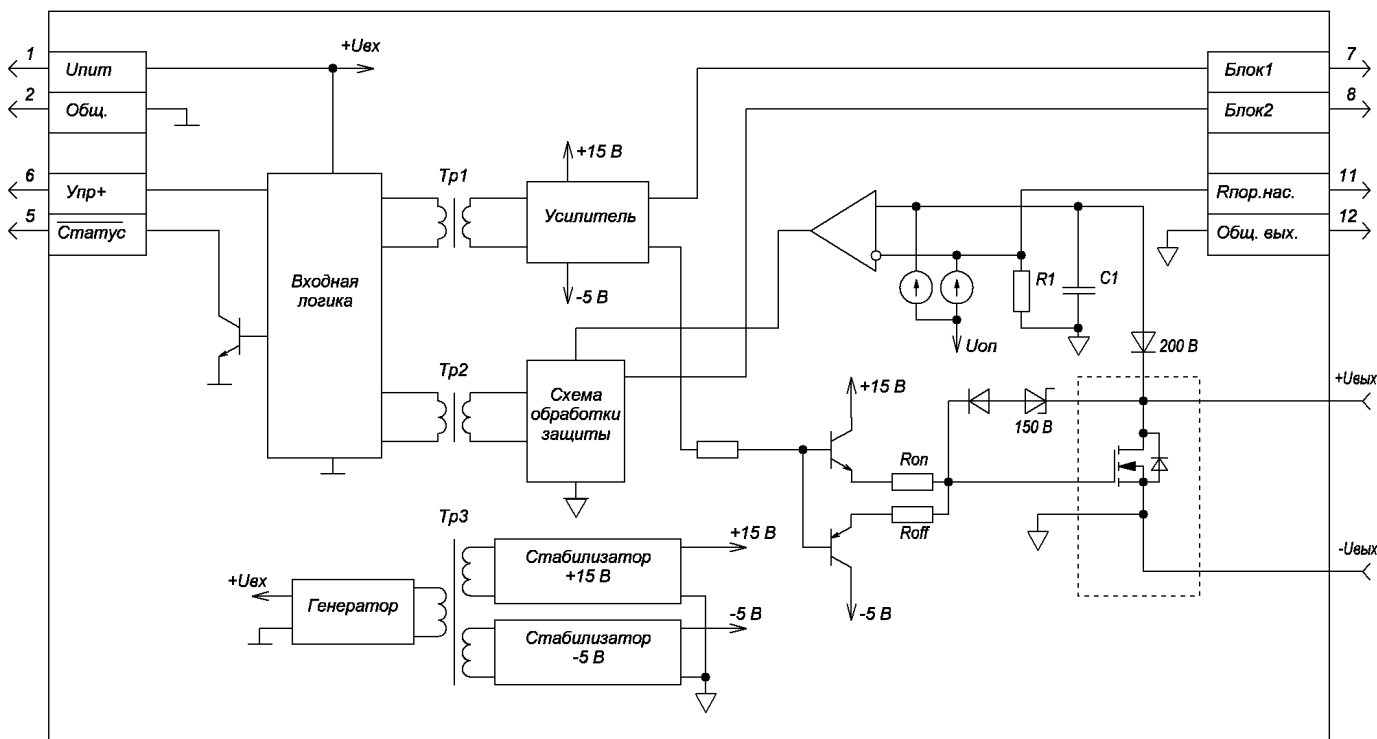 1
Uпит
2
Общ.
6
Упр+
5
Статус
+Uвх
Входная
логика
Тр1
Тр2
+15 В
Усилитель
-5 В
Схема
обработки
защиты
Тр3
+Uвх
Генератор
Стабилизатор
+15 В
+15 В
Стабилизатор
-5 В
-5 В
Uоп
R1
C1
200 В
150 В
+15 В
Ron
Roff
-5 В
Блок1
7
Блок2
8
Rпор.нас.
11
Общ. вых.
12
+Uвых
-Uвых